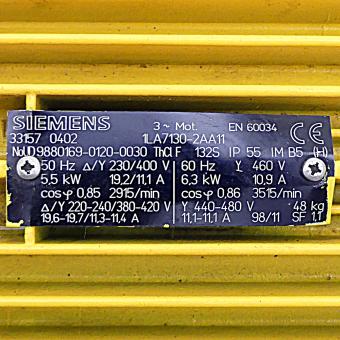 SIEMENS
3~ Mot. EN 60034
33157 0402 1LA7130-2AA11
No.UD 9880169-0120-0030 ThCl F 132S IP 55 IM B5 (H)
50 Hz Δ/Y 230/400 V 60 Hz Y 460 V
5,5 kW 19,2/11,1 A 6,3 kW 10,9 A
cosφ 0,85 2915/min cosφ 0,86 3515/min
Δ/Y 220-240/380-420 V Y 440-480 V 48 kg
19,6-19,7/11,3-11,4 A 11,1-11,1 A 98/11 SF 1,1